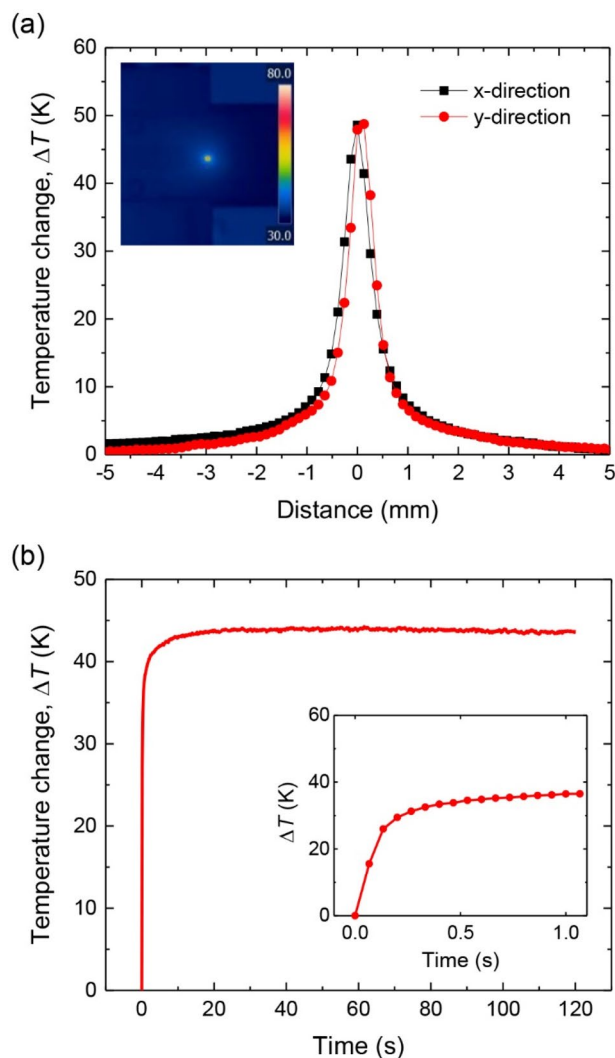 (a)
60
50
40
30
20
10
0
Temperature change, ΔT (K)
80.0
30.0
x-direction
y-direction
-5 -4 -3 -2 -1 0 1 2 3 4 5
Distance (mm)
(b)
50
40
30
20
10
0
Temperature change, ΔT (K)
60
40
20
0
ΔT (K)
0.0 0.5 1.0
Time (s)
0 20 40 60 80 100 120
Time (s)